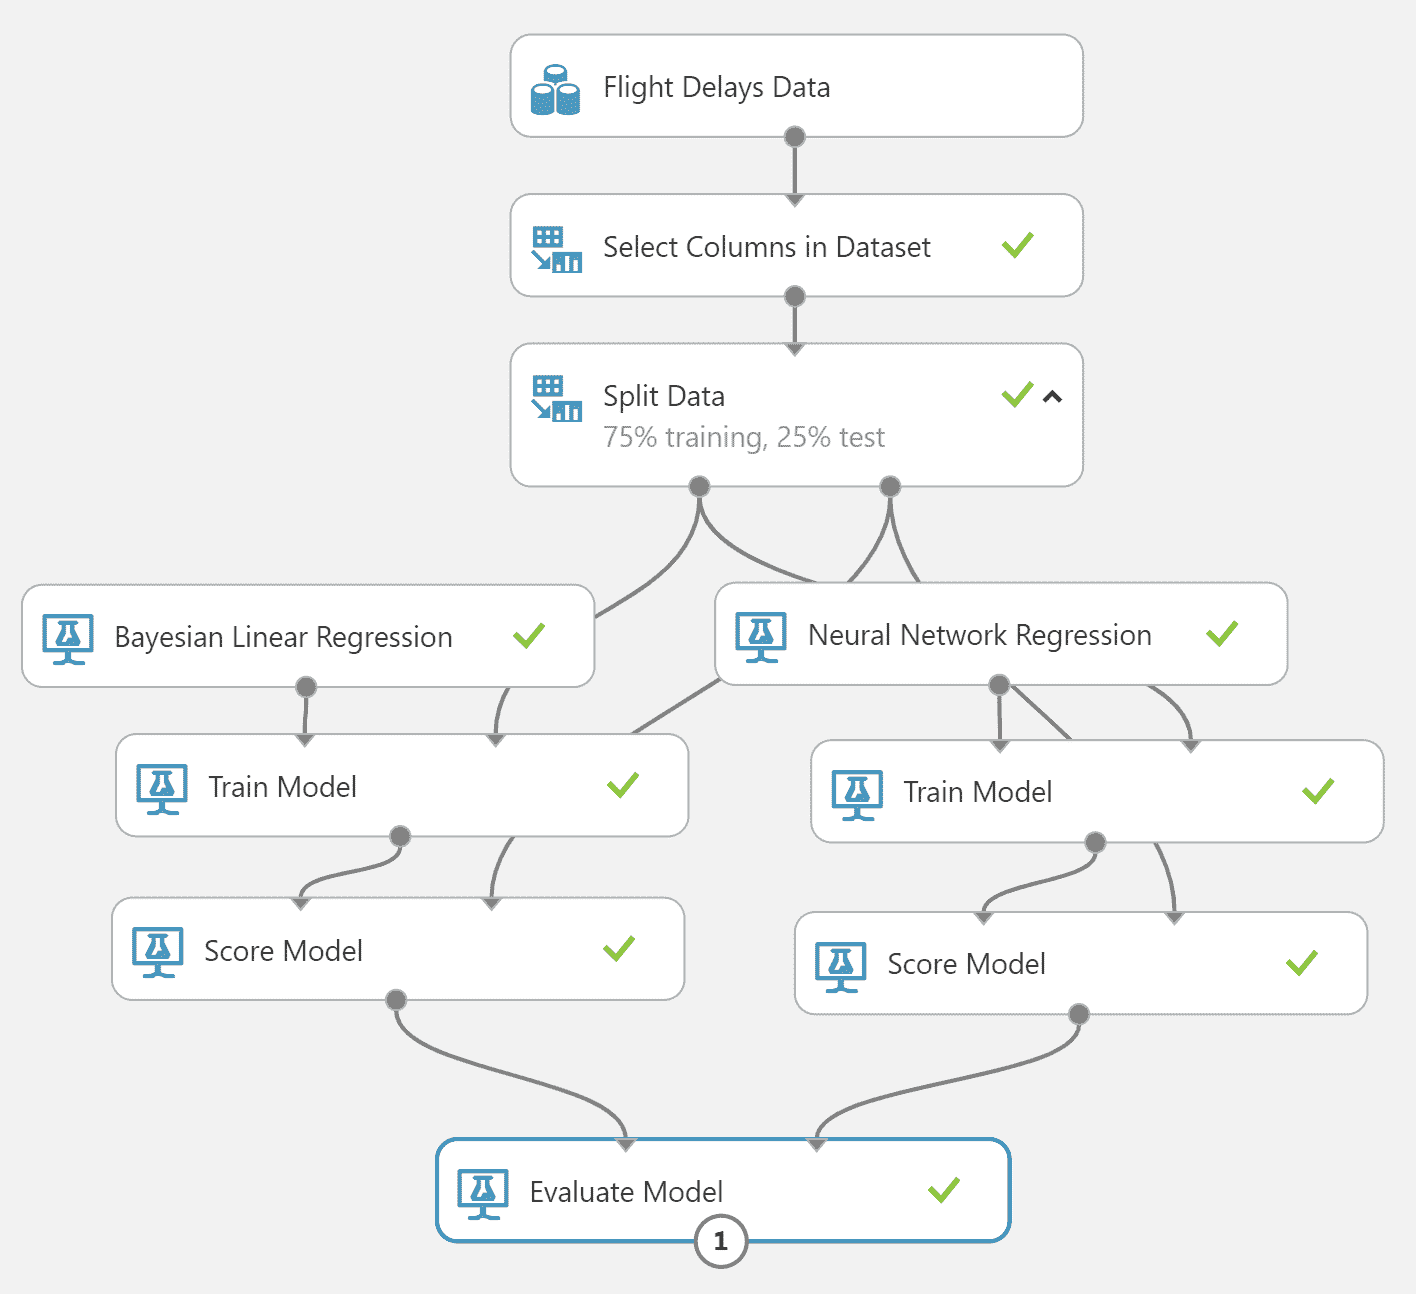 Flight Delays Data
Select Columns in Dataset
Split Data
75% training, 25% test
Bayesian Linear Regression
Neural Network Regression
Train Model
Train Model
Score Model
Score Model
Evaluate Model
1